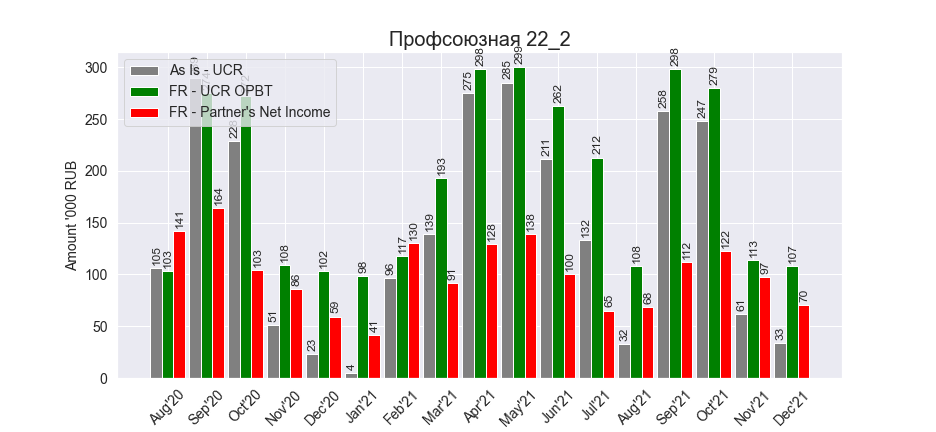 Профсоюзная 22_2
As Is - UCR
FR - UCR OPBT
FR - Partner's Net Income
Amount '000 RUB
300
250
200
150
100
50
0
105 103 141
164
228 103
51 108 86
23 102 59
4 98 41
96 117 130
139 193 91
275 298 128
285 299 138
211 262 100
132 212 65
32 108 68
258 298 112
247 279 122
61 113 97
33 107 70
Aug'20 Sep'20 Oct'20 Nov'20 Dec'20 Jan'21 Feb'21 Mar'21 Apr'21 May'21 Jun'21 Jul'21 Aug'21 Sep'21 Oct'21 Nov'21 Dec'21